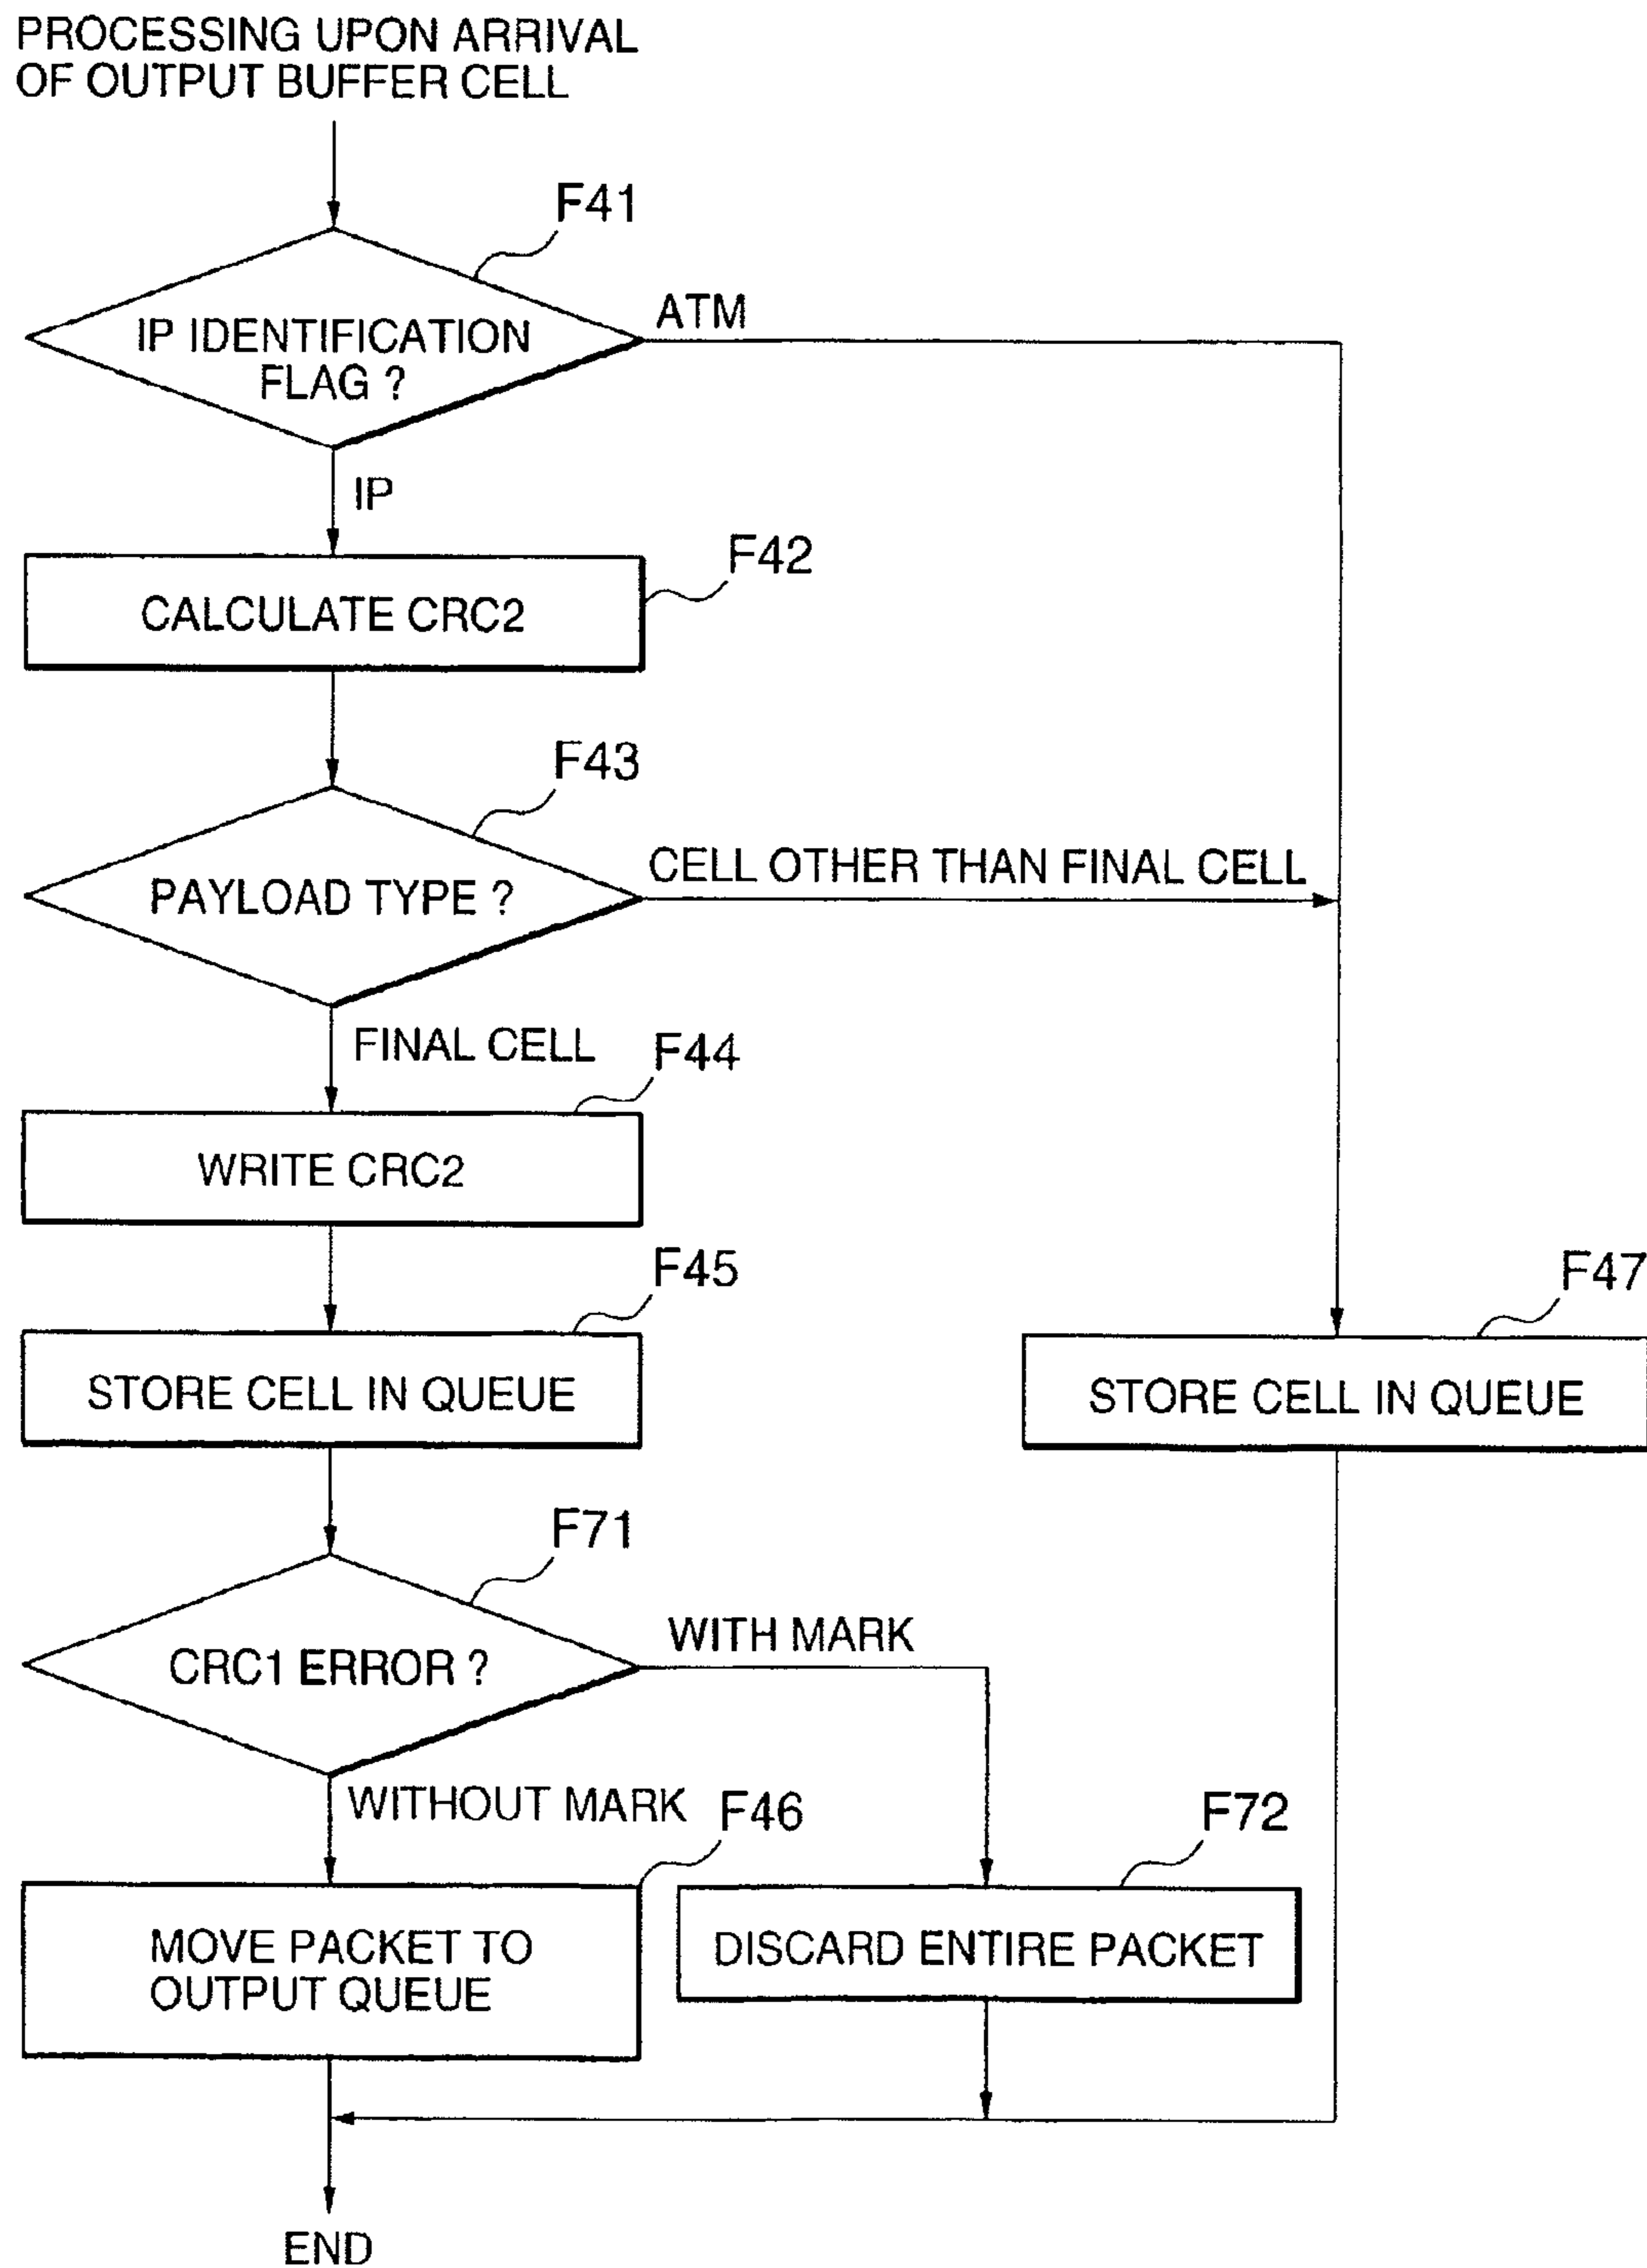 PROCESSING UPON ARRIVAL
OF OUTPUT BUFFER CELL
F41
IP IDENTIFICATION
FLAG ?
ATM
IP
F42
CALCULATE CRC2
F43
PAYLOAD TYPE ?
CELL OTHER THAN FINAL CELL
FINAL CELL
F44
WRITE CRC2
F45
STORE CELL IN QUEUE
F47
STORE CELL IN QUEUE
F71
CRC1 ERROR ?
WITH MARK
WITHOUT MARK
F46
MOVE PACKET TO
OUTPUT QUEUE
F72
DISCARD ENTIRE PACKET
END